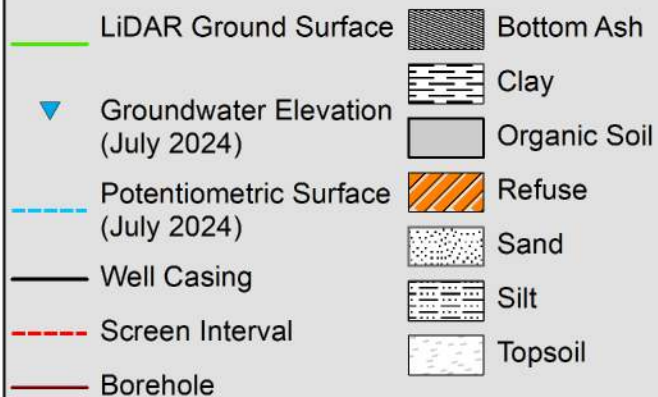 LiDAR Ground Surface
Groundwater Elevation
(July 2024)
Potentiometric Surface
(July 2024)
Well Casing
Screen Interval
Borehole
Bottom Ash
Clay
Organic Soil
Refuse
Sand
Silt
Topsoil